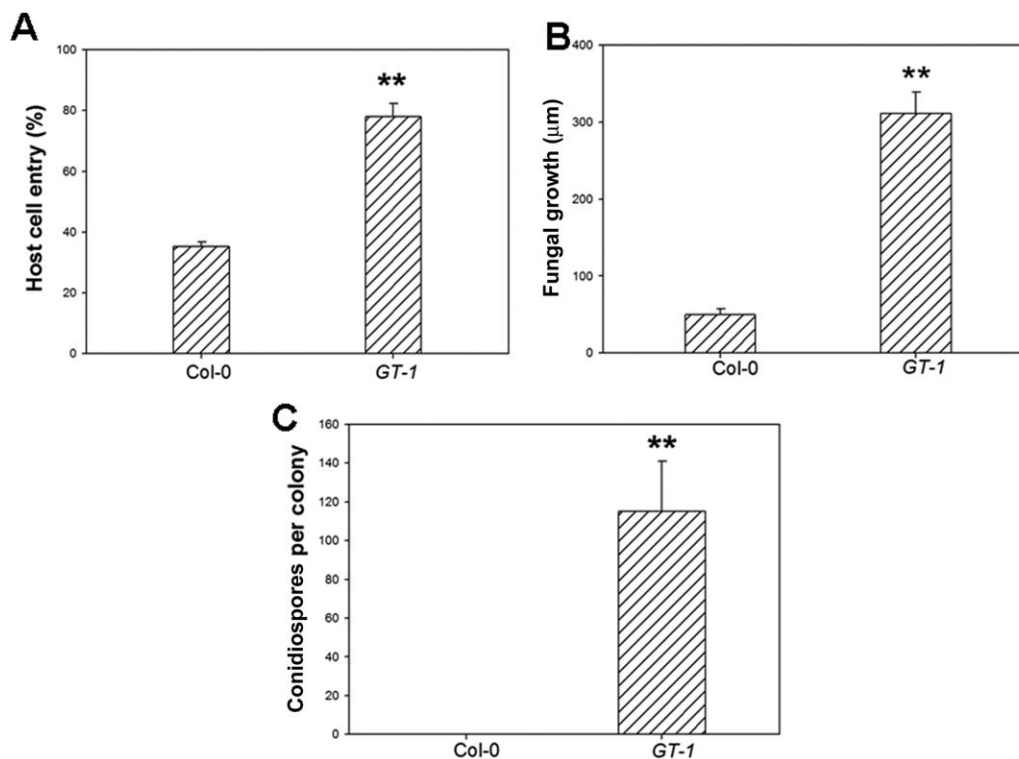 A
100
80
60
40
20
0
Host cell entry (%)
**
Col-0
GT-1
B
400
300
200
100
0
Fungal growth (μm)
**
Col-0
GT-1
C
160
140
120
100
80
60
40
20
0
Conidiospores per colony
**
Col-0
GT-1